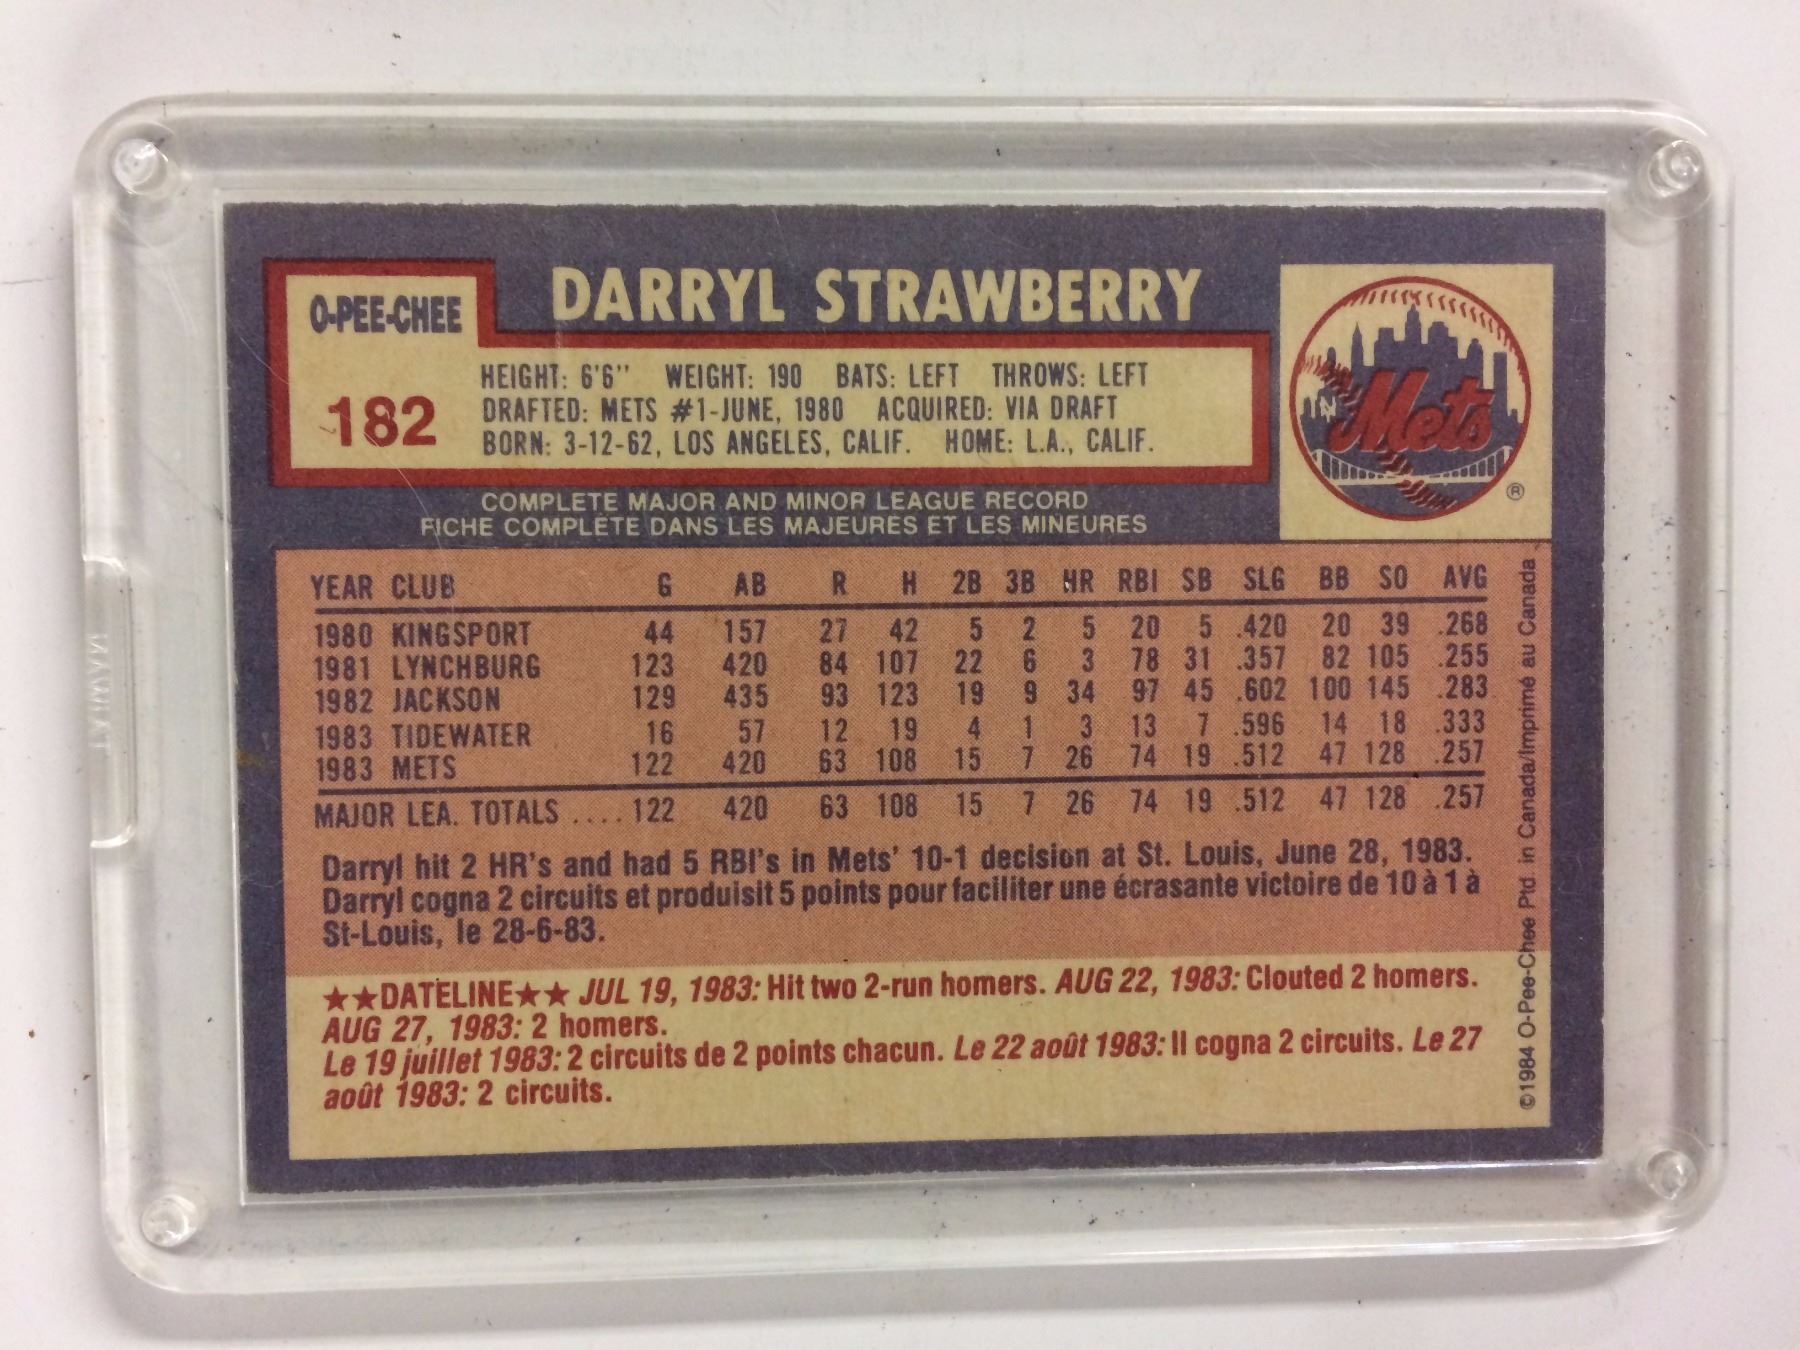 DARRYL STRAWBERRY
O-PEE-CHEE
182
HEIGHT: 6'6" WEIGHT: 190 BATS: LEFT THROWS: LEFT
DRAFTED: METS #1-JUNE, 1980 ACQUIRED: VIA DRAFT
BORN: 3-12-62, LOS ANGELES, CALIF. HOME: L.A., CALIF.
NY
Mets
®
COMPLETE MAJOR AND MINOR LEAGUE RECORD
FICHE COMPLÈTE DANS LES MAJEURES ET LES MINEURES
YEAR CLUB G AB R H 2B 3B HR RBI SB SLG BB SO AVG
1980 KINGSPORT 44 157 27 42 5 2 5 20 5 .420 20 39 .268
1981 LYNCHBURG 123 420 84 107 22 6 3 78 31 .357 82 105 .255
1982 JACKSON 129 435 93 123 19 9 34 97 45 .602 100 145 .283
1983 TIDEWATER 16 57 12 19 4 1 3 13 7 .596 14 18 .333
1983 METS 122 420 63 108 15 7 26 74 19 .512 47 128 .257
MAJOR LEA. TOTALS .... 122 420 63 108 15 7 26 74 19 .512 47 128 .257
Darryl hit 2 HR's and had 5 RBI's in Mets' 10-1 decision at St. Louis, June 28, 1983.
Darryl cogna 2 circuits et produisit 5 points pour faciliter une écrasante victoire de 10 à 1 à
St-Louis, le 28-6-83.
★★DATELINE★★ JUL 19, 1983: Hit two 2-run homers. AUG 22, 1983: Clouted 2 homers.
AUG 27, 1983: 2 homers.
Le 19 juillet 1983: 2 circuits de 2 points chacun. Le 22 août 1983: Il cogna 2 circuits. Le 27
août 1983: 2 circuits.
©1984 O-Pee-Chee Ptd. in Canada/Imprimé au Canada